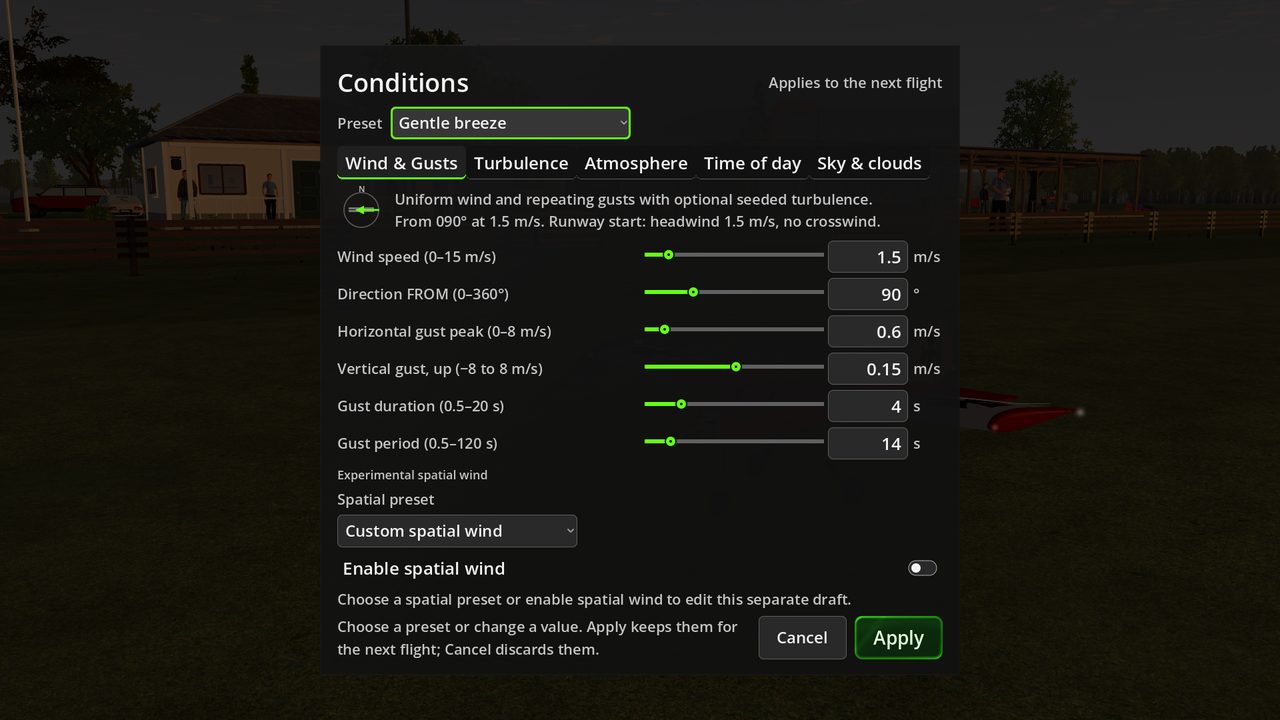 Conditions
Applies to the next flight
Preset Gentle breeze
Wind & Gusts Turbulence Atmosphere Time of day Sky & clouds
N
Uniform wind and repeating gusts with optional seeded turbulence.
From 090° at 1.5 m/s. Runway start: headwind 1.5 m/s, no crosswind.
Wind speed (0–15 m/s) 1.5 m/s
Direction FROM (0–360°) 90 °
Horizontal gust peak (0–8 m/s) 0.6 m/s
Vertical gust, up (−8 to 8 m/s) 0.15 m/s
Gust duration (0.5–20 s) 4 s
Gust period (0.5–120 s) 14 s
Experimental spatial wind
Spatial preset
Custom spatial wind
Enable spatial wind
Choose a spatial preset or enable spatial wind to edit this separate draft.
Choose a preset or change a value. Apply keeps them for
the next flight; Cancel discards them.
Cancel Apply